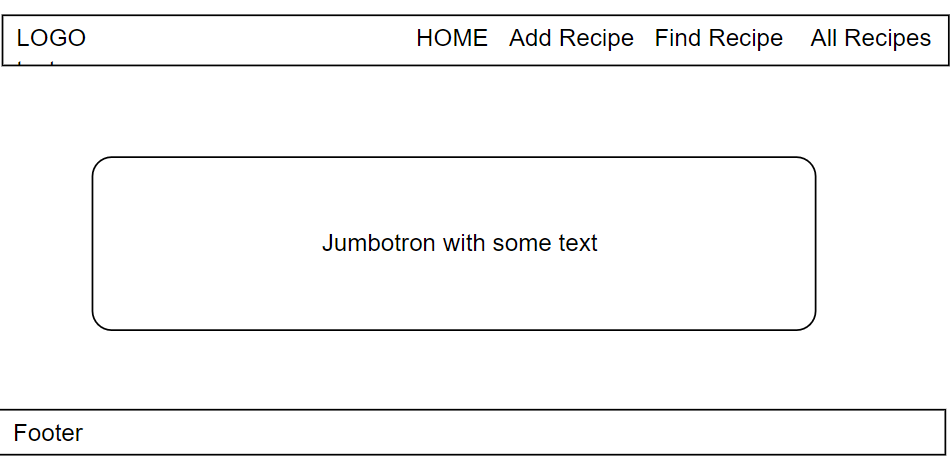 LOGO
HOME Add Recipe Find Recipe All Recipes
Jumbotron with some text
Footer